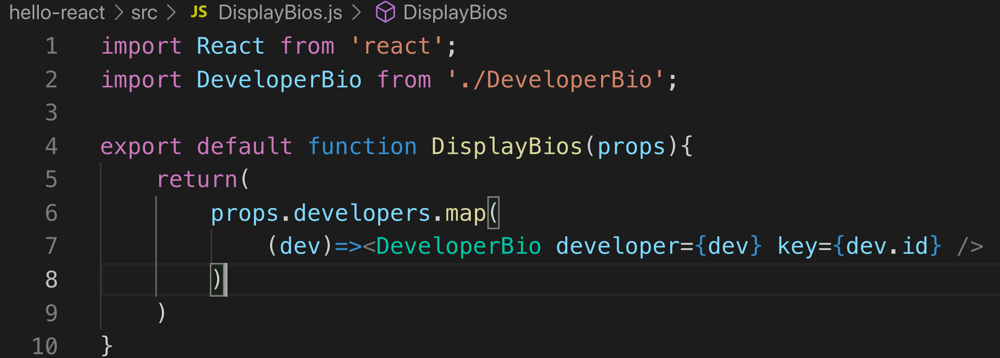 hello-react > src > JS DisplayBios.js > DisplayBios
1 import React from 'react';
2 import DeveloperBio from './DeveloperBio';
3
4 export default function DisplayBios(props){
5     return(
6         props.developers.map(
7             (dev)=><DeveloperBio developer={dev} key={dev.id} />
8         )
9     )
10 }